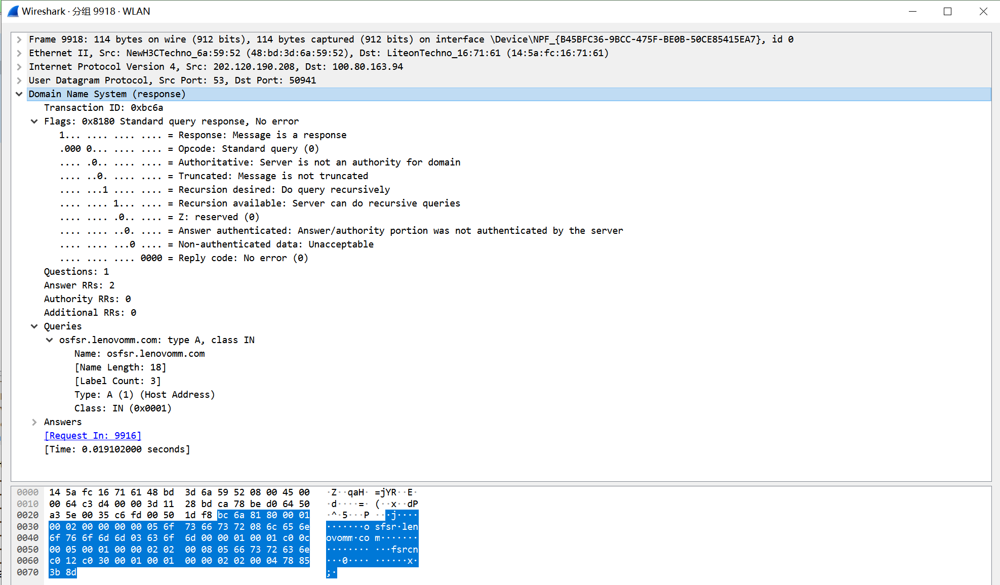 Wireshark · 分组 9918 · WLAN
Frame 9918: 114 bytes on wire (912 bits), 114 bytes captured (912 bits) on interface \Device\NPF_{B45BFC36-9BCC-475F-BE0B-50CE85415EA7}, id 0
Ethernet II, Src: NewH3CTechno_6a:59:52 (48:bd:3d:6a:59:52), Dst: LiteonTechno_16:71:61 (14:5a:fc:16:71:61)
Internet Protocol Version 4, Src: 202.120.190.208, Dst: 100.80.163.94
User Datagram Protocol, Src Port: 53, Dst Port: 50941
Domain Name System (response)
Transaction ID: 0xbc6a
Flags: 0x8180 Standard query response, No error
1... .... .... .... = Response: Message is a response
.000 0... .... .... = Opcode: Standard query (0)
.... .0.. .... .... = Authoritative: Server is not an authority for domain
.... ..0. .... .... = Truncated: Message is not truncated
.... ...1 .... .... = Recursion desired: Do query recursively
.... .... 1... .... = Recursion available: Server can do recursive queries
.... .... .0.. .... = Z: reserved (0)
.... .... ..0. .... = Answer authenticated: Answer/authority portion was not authenticated by the server
.... .... ...0 .... = Non-authenticated data: Unacceptable
.... .... .... 0000 = Reply code: No error (0)
Questions: 1
Answer RRs: 2
Authority RRs: 0
Additional RRs: 0
Queries
osfsr.lenovomm.com: type A, class IN
Name: osfsr.lenovomm.com
[Name Length: 18]
[Label Count: 3]
Type: A (1) (Host Address)
Class: IN (0x0001)
Answers
[Request In: 9916]
[Time: 0.019102000 seconds]
0000 14 5a fc 16 71 61 48 bd 3d 6a 59 52 08 00 45 00 ·Z··qaH· =jYR··E·
0010 00 64 c3 d4 00 00 3d 11 28 bd ca 78 be d0 64 50 ·d····=· (··x··dP
0020 a3 5e 00 35 c6 fd 00 50 1d f8 bc 6a 81 80 00 01 ·^·5···P ···j····
0030 00 02 00 00 00 00 05 6f 73 66 73 72 08 6c 65 6e ·······o sfsr·len
0040 6f 76 6f 6d 6d 03 63 6f 6d 00 00 01 00 01 c0 0c ovomm·co m·······
0050 00 05 00 01 00 00 02 02 00 08 05 66 73 72 63 6e ········ ···fsrcn
0060 c0 12 c0 30 00 01 00 01 00 00 02 02 00 04 78 85 ···0···· ······x·
0070 3b 8d ;·